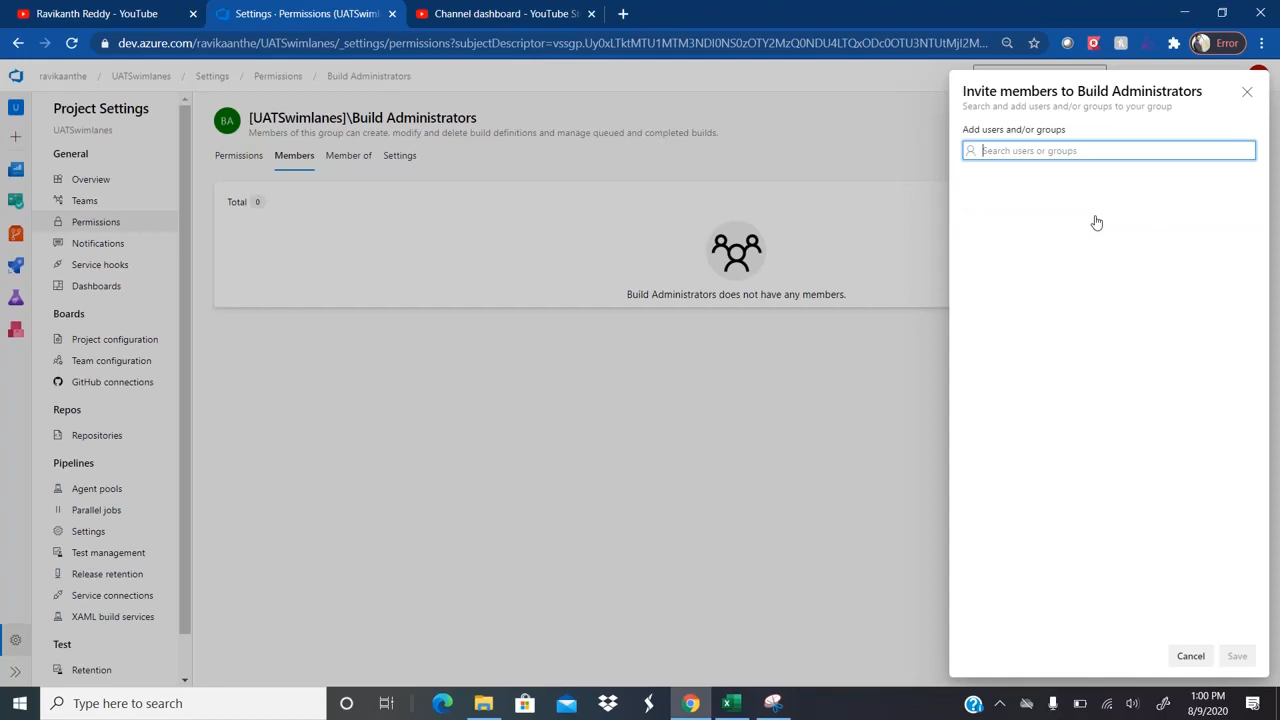 Ravikanth Reddy - YouTube
Settings · Permissions (UATSwiml
Channel dashboard - YouTube St
dev.azure.com/ravikaanthe/UATSwimlanes/_settings/permissions?subjectDescriptor=vssgp.
Error
ravikaanthe / UATSwimlanes / Settings / Permissions / Build Administrators
Project Settings
UATSwimlanes
General
Overview
Teams
Permissions
Notifications
Service hooks
Dashboards
Boards
Project configuration
Team configuration
GitHub connections
Repos
Repositories
Pipelines
Agent pools
Parallel jobs
Settings
Test management
Release retention
Service connections
XAML build services
Test
Retention
BA
[UATSwimlanes]\Build Administrators
Members of this group can create, modify and delete build definitions and manage queued and completed builds.
Permissions Members Member of Settings
Total 0
Build Administrators does not have any members.
Invite members to Build Administrators
Search and add users and/or groups to your group
Add users and/or groups
Search users or groups
Cancel Save
Type here to search
1:00 PM
8/9/2020